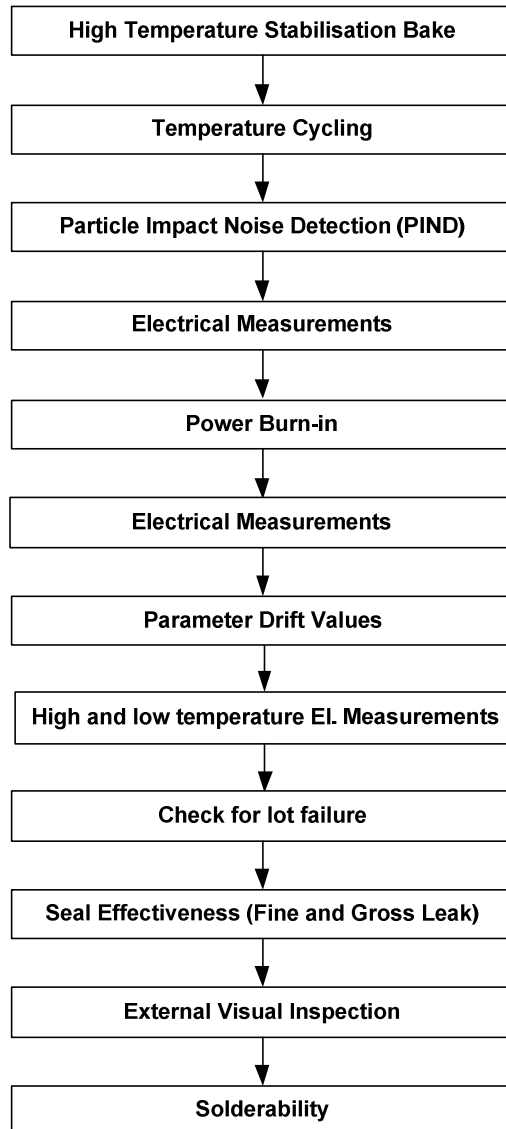 High Temperature Stabilisation Bake
Temperature Cycling
Particle Impact Noise Detection (PIND)
Electrical Measurements
Power Burn-in
Electrical Measurements
Parameter Drift Values
High and low temperature El. Measurements
Check for lot failure
Seal Effectiveness (Fine and Gross Leak)
External Visual Inspection
Solderability